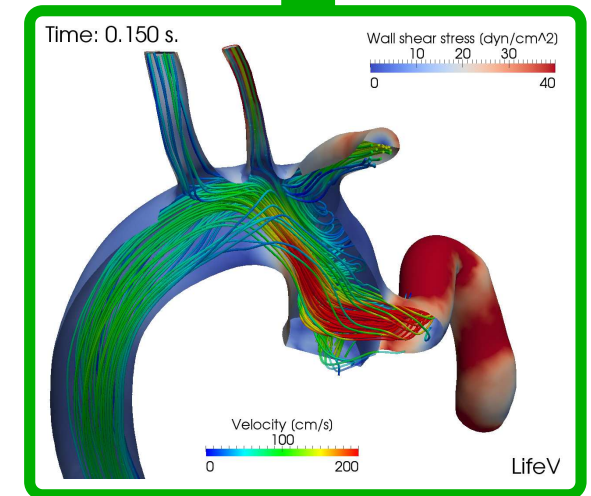 Time: 0.150 s.
Wall shear stress (dyn/cm^2)
10 20 30
0 40
Velocity (cm/s)
100
0 200
LifeV